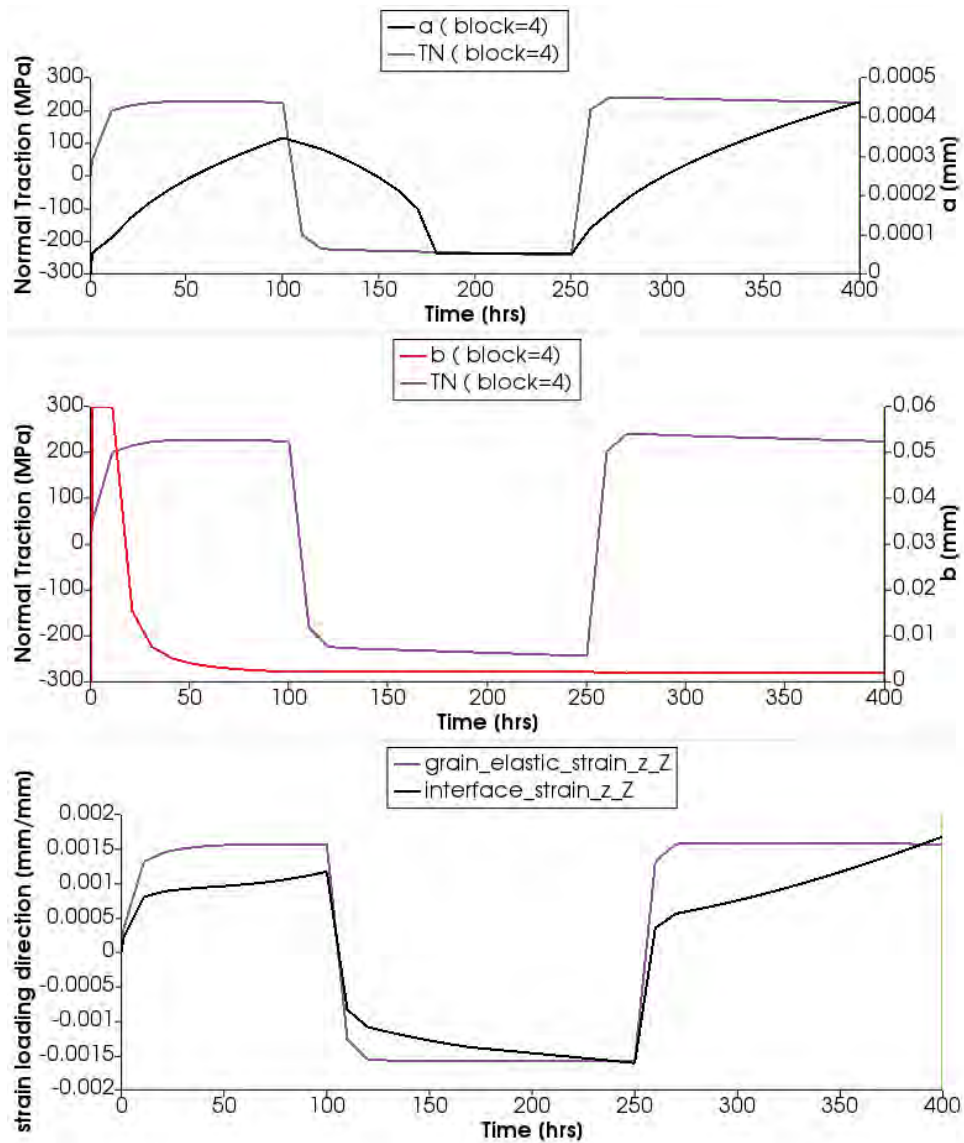 a ( block=4)
TN ( block=4)
Normal Traction (MPa)
300
200
100
0
-100
-200
-300
0.0005
0.0004
0.0003
0.0002
0.0001
0
a (mm)
0 50 100 150 200 250 300 350 400
Time (hrs)
b ( block=4)
TN ( block=4)
Normal Traction (MPa)
300
200
100
0
-100
-200
-300
0.06
0.05
0.04
0.03
0.02
0.01
0
b (mm)
0 50 100 150 200 250 300 350 400
Time (hrs)
grain_elastic_strain_z_Z
interface_strain_z_Z
strain loading direction (mm/mm)
0.002
0.0015
0.001
0.0005
0
-0.0005
-0.001
-0.0015
-0.002
0 50 100 150 200 250 300 350 400
Time (hrs)